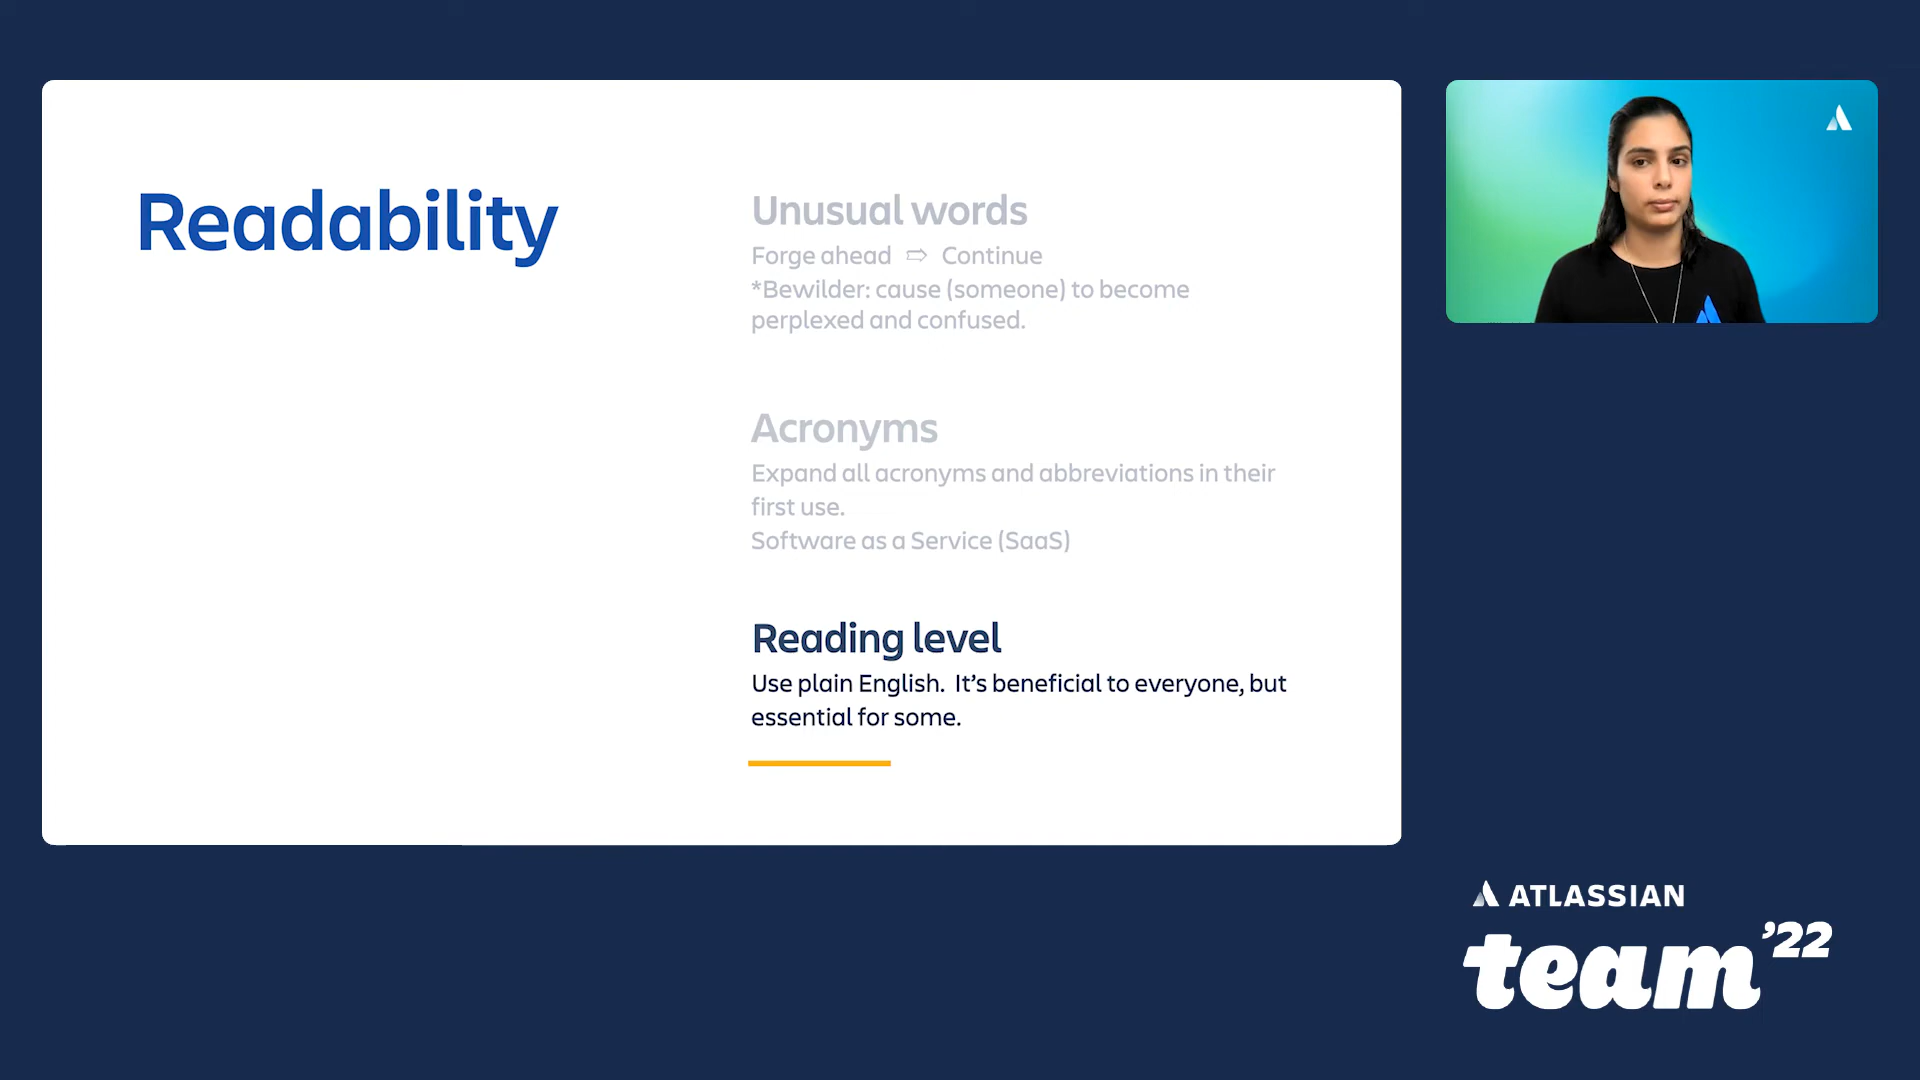 Readability
Unusual words
Forge ahead ⇨ Continue
*Bewilder: cause (someone) to become
perplexed and confused.
Acronyms
Expand all acronyms and abbreviations in their
first use.
Software as a Service (SaaS)
Reading level
Use plain English.  It’s beneficial to everyone, but
essential for some.
ATLASSIAN
team ’22